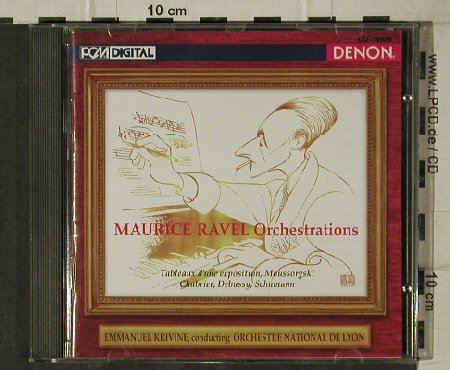 10 cm
PCM DIGITAL
DENON
MAURICE RAVEL Orchestrations
Tableaux d'une exposition, Moussorgski
Chabrier, Debussy, Schumann
EMMANUEL KRIVINE, conducting ORCHESTRE NATIONAL DE LYON
www.LPCD.de / CD
10 cm